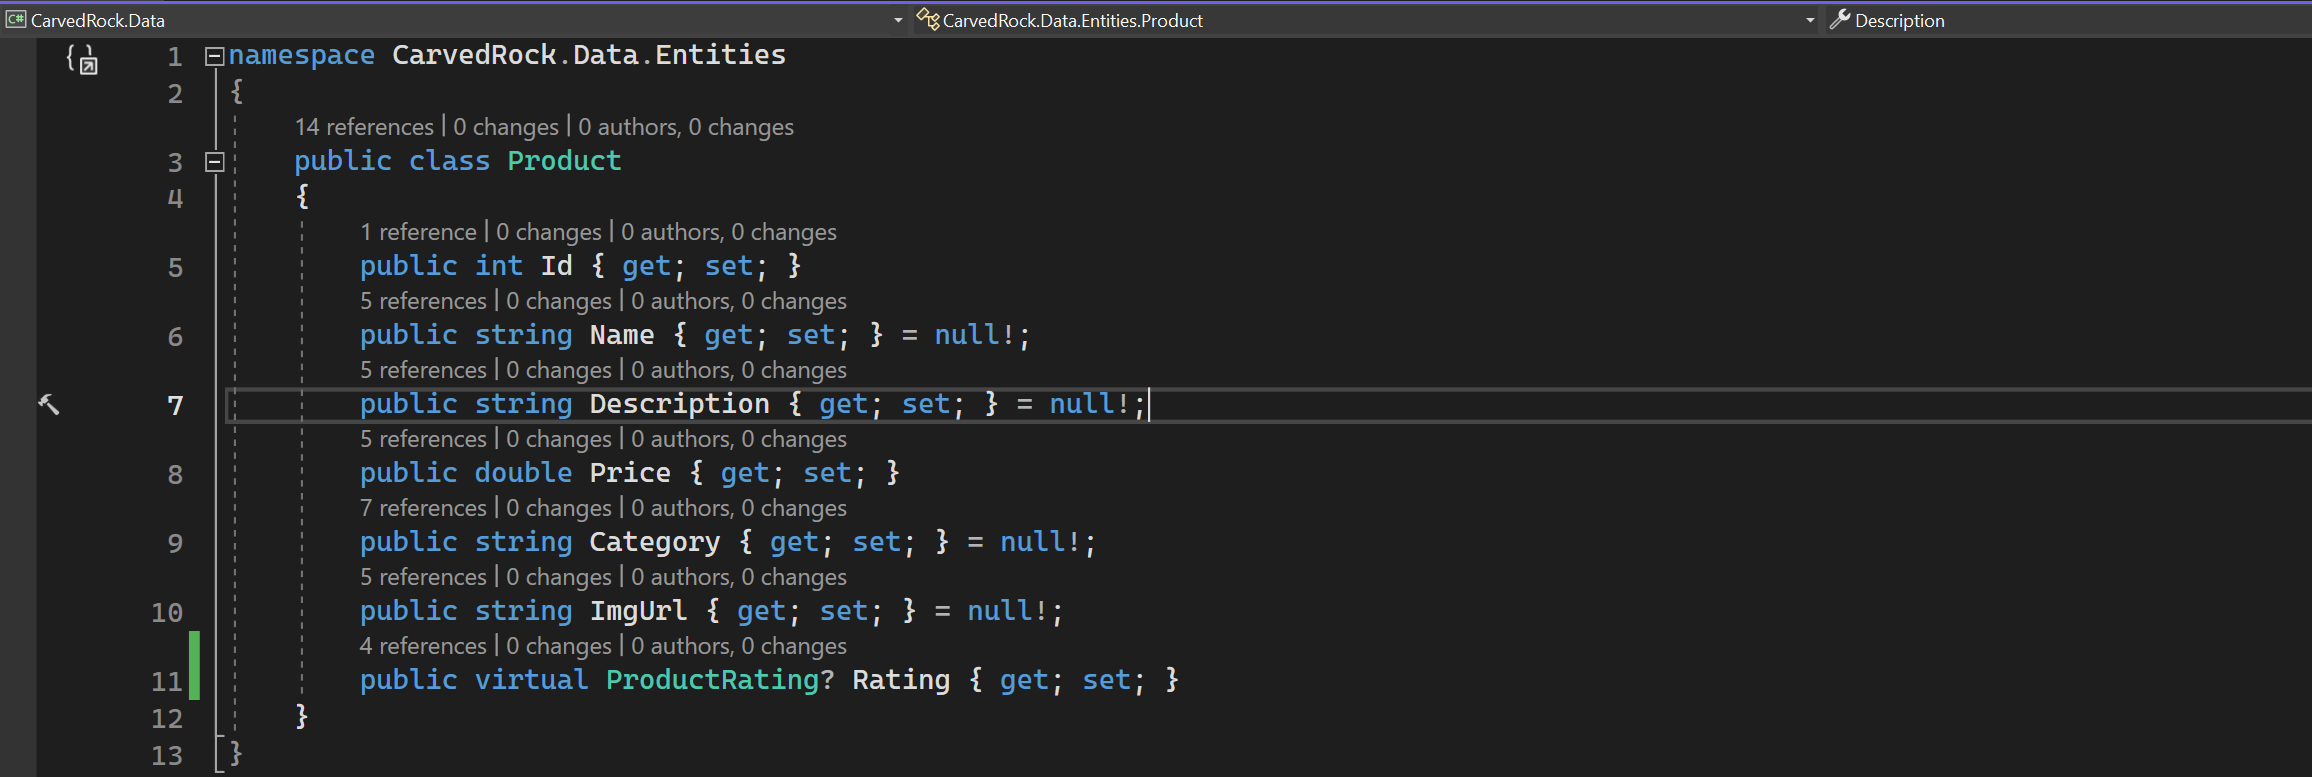 CarvedRock.Data CarvedRock.Data.Entities.Product Description
1 namespace CarvedRock.Data.Entities
2 {
14 references | 0 changes | 0 authors, 0 changes
3 public class Product
4 {
1 reference | 0 changes | 0 authors, 0 changes
5 public int Id { get; set; }
5 references | 0 changes | 0 authors, 0 changes
6 public string Name { get; set; } = null!;
5 references | 0 changes | 0 authors, 0 changes
7 public string Description { get; set; } = null!;
5 references | 0 changes | 0 authors, 0 changes
8 public double Price { get; set; }
7 references | 0 changes | 0 authors, 0 changes
9 public string Category { get; set; } = null!;
5 references | 0 changes | 0 authors, 0 changes
10 public string ImgUrl { get; set; } = null!;
4 references | 0 changes | 0 authors, 0 changes
11 public virtual ProductRating? Rating { get; set; }
12 }
13 }